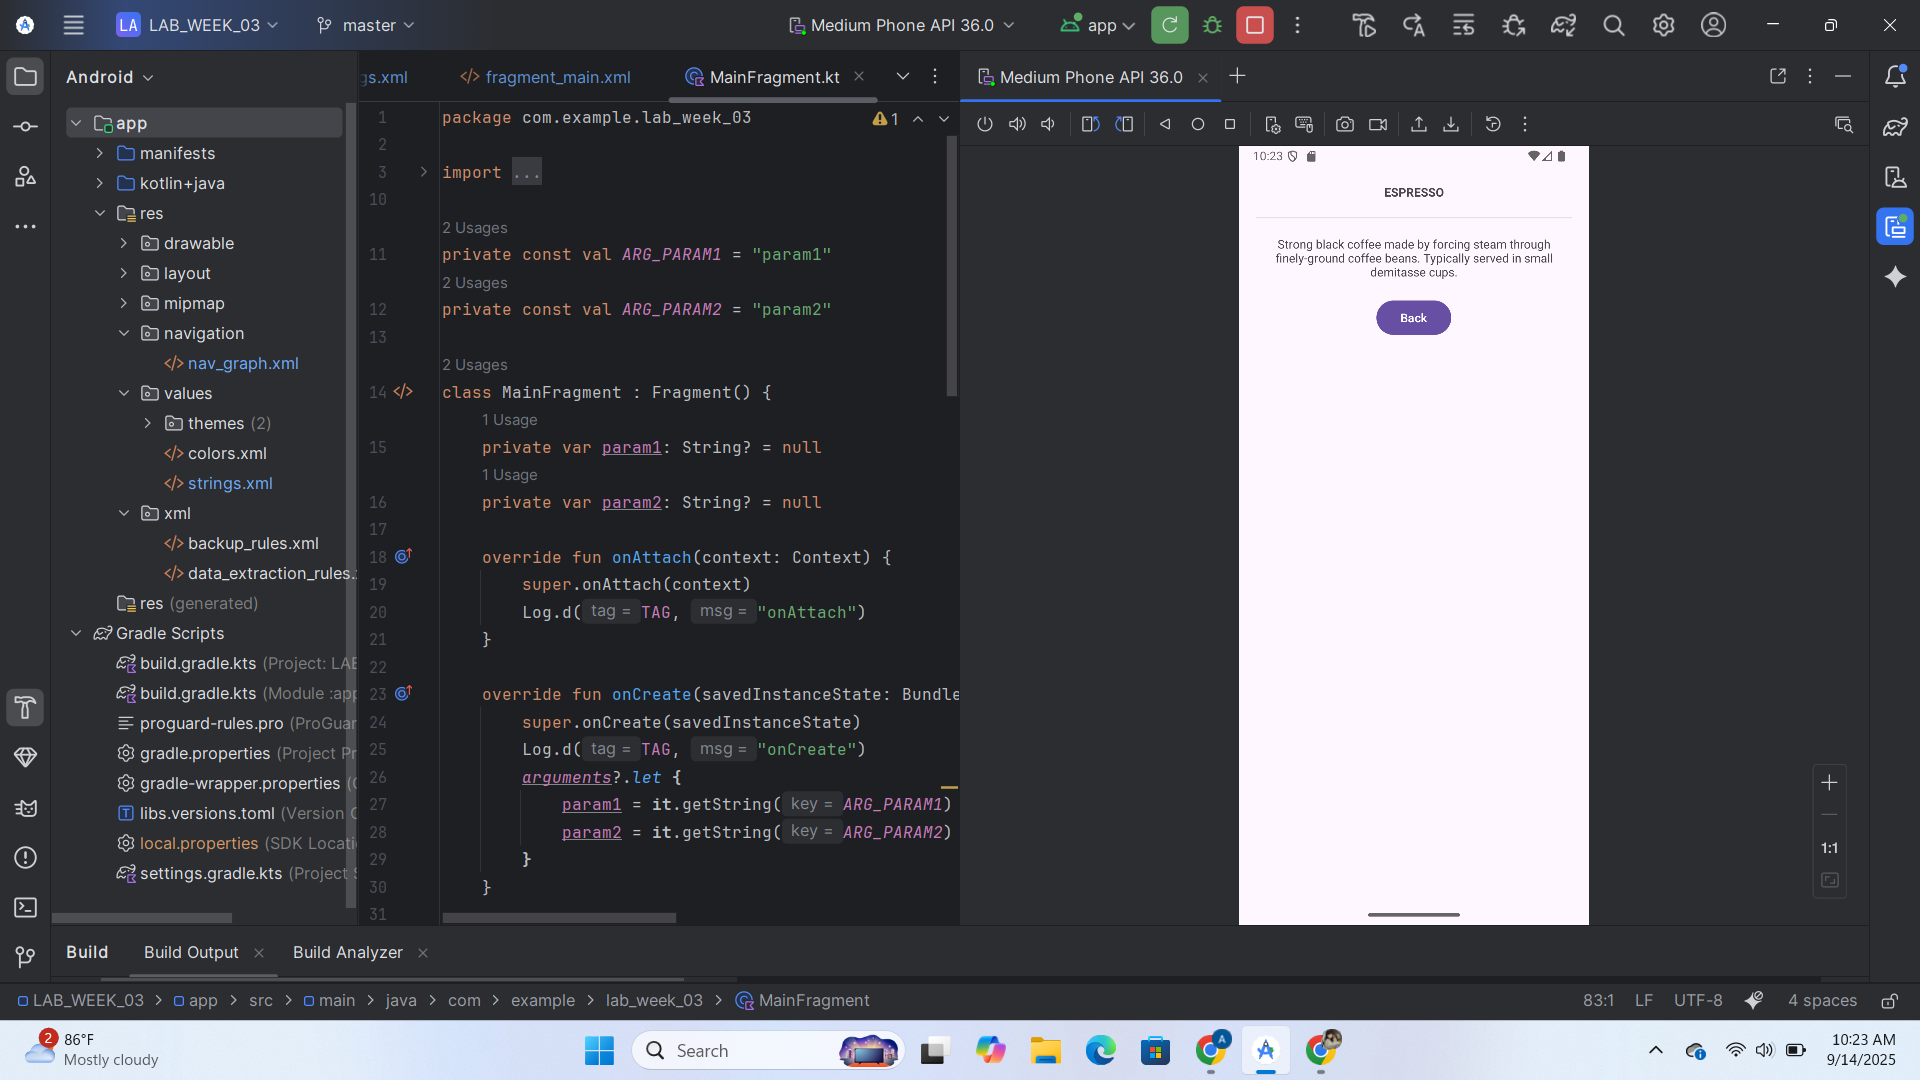 LA LAB_WEEK_03
master
Medium Phone API 36.0
app
Android
gs.xml
fragment_main.xml
MainFragment.kt
Medium Phone API 36.0
app
manifests
kotlin+java
res
drawable
layout
mipmap
navigation
nav_graph.xml
values
themes (2)
colors.xml
strings.xml
xml
backup_rules.xml
data_extraction_rules.
res (generated)
Gradle Scripts
build.gradle.kts (Project: LAB
build.gradle.kts (Module :app
proguard-rules.pro (ProGuar
gradle.properties (Project Pr
gradle-wrapper.properties (
libs.versions.toml (Version
local.properties (SDK Locati
settings.gradle.kts (Project S
1 package com.example.lab_week_03
1
2
3 import ...
10
2 Usages
11 private const val ARG_PARAM1 = "param1"
2 Usages
12 private const val ARG_PARAM2 = "param2"
13
2 Usages
14 class MainFragment : Fragment() {
1 Usage
15 private var param1: String? = null
1 Usage
16 private var param2: String? = null
17
18 override fun onAttach(context: Context) {
19 super.onAttach(context)
20 Log.d( tag = TAG, msg = "onAttach")
21 }
22
23 override fun onCreate(savedInstanceState: Bundle
24 super.onCreate(savedInstanceState)
25 Log.d( tag = TAG, msg = "onCreate")
26 arguments?.let {
27 param1 = it.getString( key = ARG_PARAM1)
28 param2 = it.getString( key = ARG_PARAM2)
29 }
30 }
31
10:23
ESPRESSO
Strong black coffee made by forcing steam through
finely-ground coffee beans. Typically served in small
demitasse cups.
Back
1:1
Build
Build Output
Build Analyzer
LAB_WEEK_03 > app > src > main > java > com > example > lab_week_03 > MainFragment
83:1 LF UTF-8 4 spaces
2
86°F
Mostly cloudy
Search
A
10:23 AM
9/14/2025